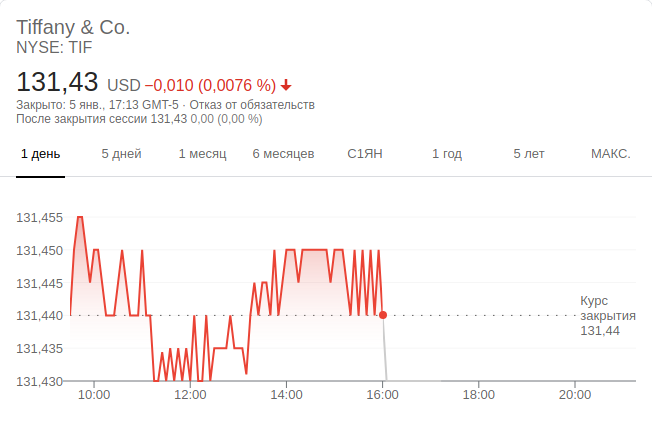 Tiffany & Co.
NYSE: TIF
131,43 USD −0,010 (0,0076 %)
Закрыто: 5 янв., 17:13 GMT-5 · Отказ от обязательств
После закрытия сессии 131,43 0,00 (0,00 %)
1 день 5 дней 1 месяц 6 месяцев С1ЯН 1 год 5 лет МАКС.
131,455
131,450
131,445
131,440
131,435
131,430
Курс
закрытия
131,44
10:00 12:00 14:00 16:00 18:00 20:00